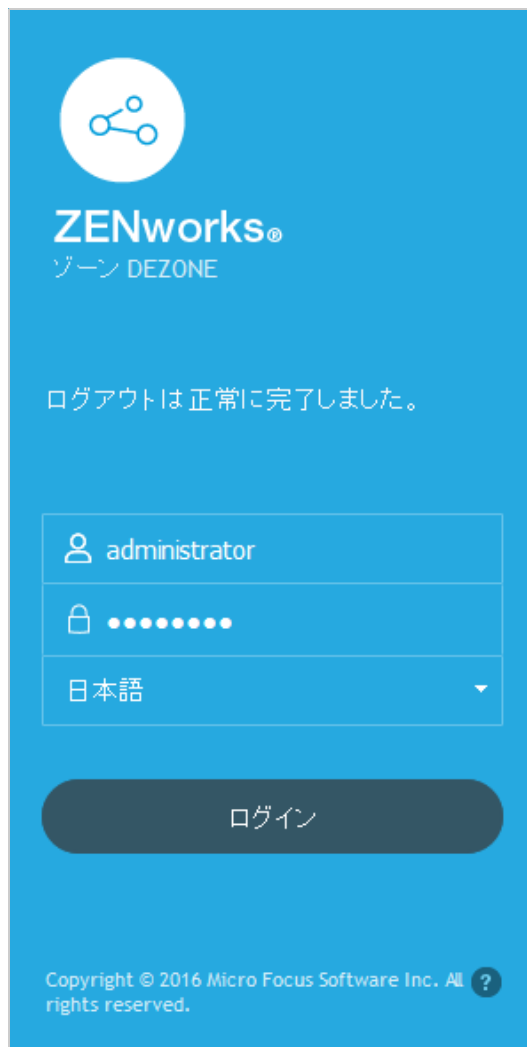 ZENworks®
ゾーン DEZONE
ログアウトは正常に完了しました。
administrator
●●●●●●●●
日本語
ログイン
Copyright © 2016 Micro Focus Software Inc. All
rights reserved.
?